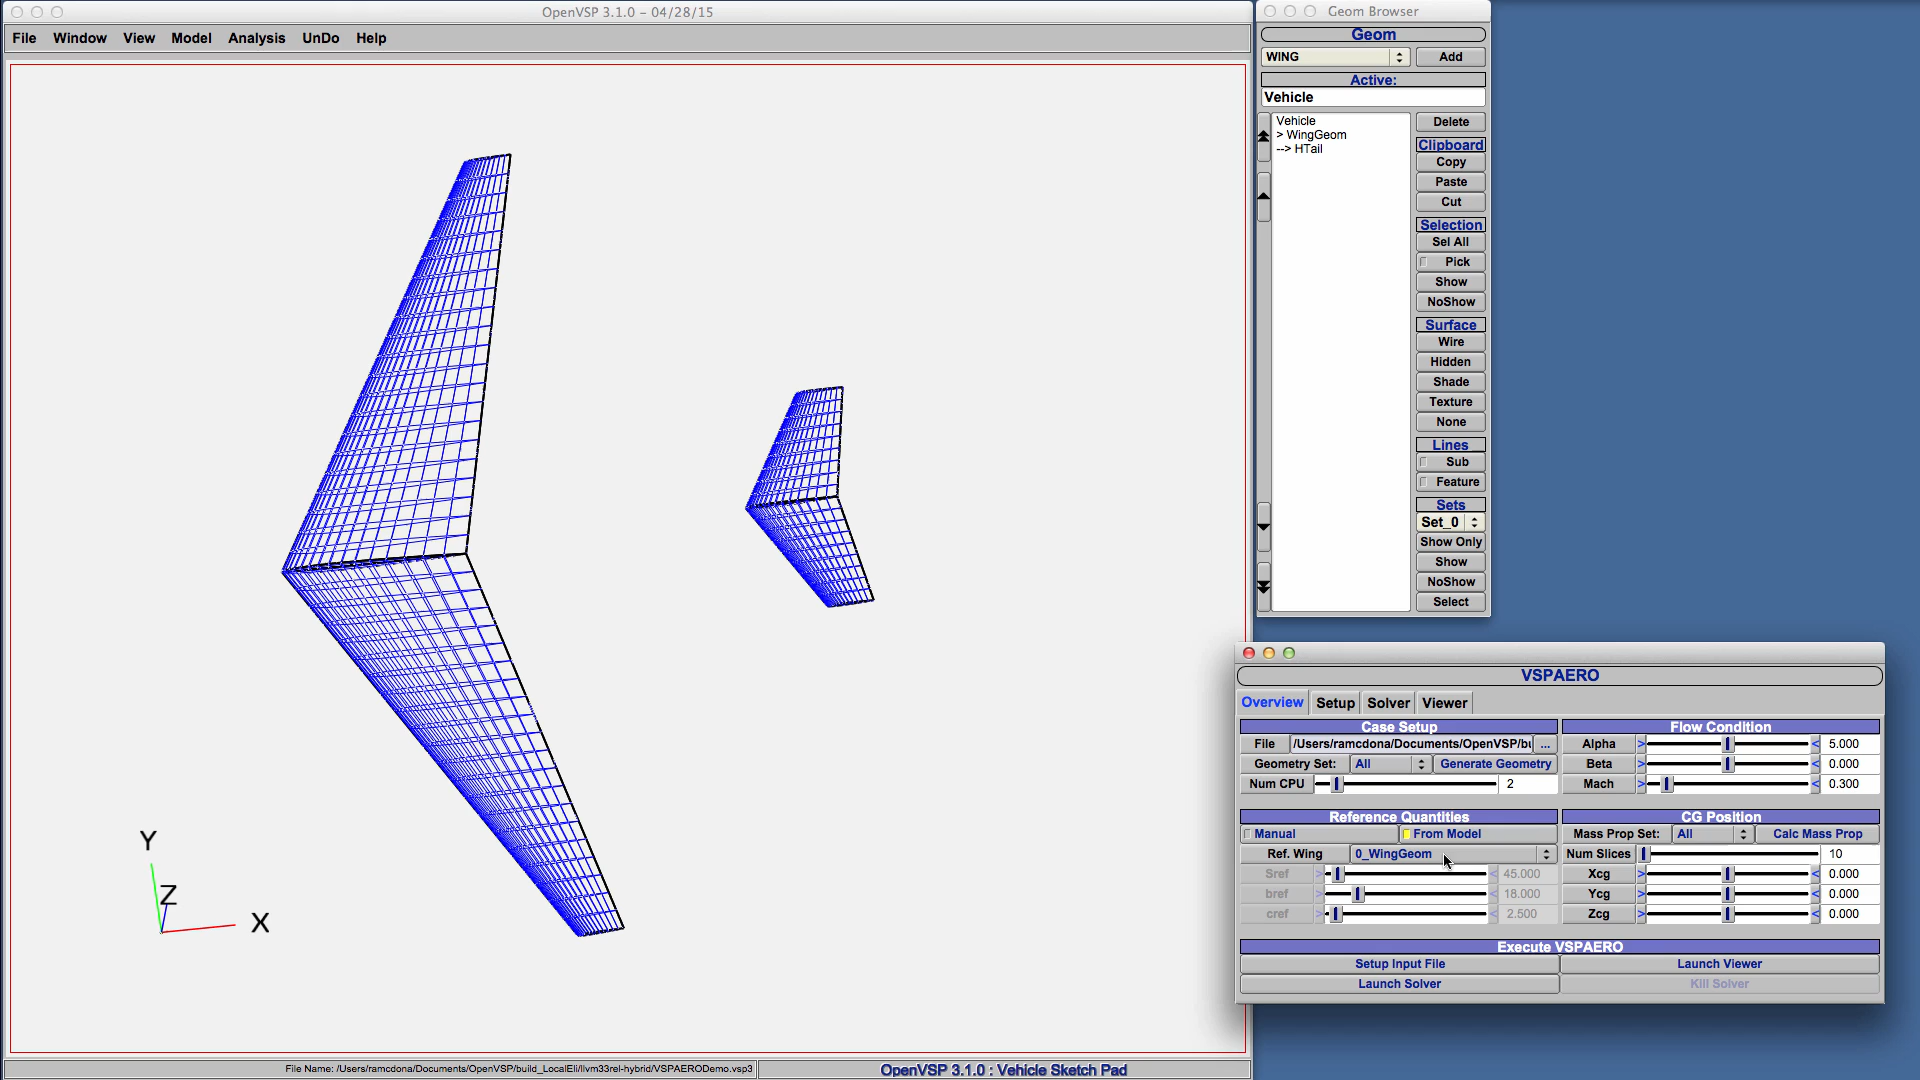 OpenVSP 3.1.0 - 04/28/15
File Window View Model Analysis UnDo Help
Y
Z
X
File Name: /Users/ramcdona/Documents/OpenVSP/build_LocalEli/llvm33rel-hybrid/VSPAERODemo.vsp3
OpenVSP 3.1.0 : Vehicle Sketch Pad
Geom Browser
Geom
WING Add
Active:
Vehicle
Vehicle
> WingGeom
--> HTail
Delete
Clipboard
Copy
Paste
Cut
Selection
Sel All
Pick
Show
NoShow
Surface
Wire
Hidden
Shade
Texture
None
Lines
Sub
Feature
Sets
Set_0
Show Only
Show
NoShow
Select
VSPAERO
Overview Setup Solver Viewer
Case Setup
File /Users/ramcdona/Documents/OpenVSP/bu ...
Geometry Set: All Generate Geometry
Num CPU 2
Flow Condition
Alpha > < 5.000
Beta > < 0.000
Mach > < 0.300
Reference Quantities
Manual From Model
Ref. Wing 0_WingGeom
Sref > < 45.000
bref > < 18.000
cref > < 2.500
CG Position
Mass Prop Set: All Calc Mass Prop
Num Slices 10
Xcg > < 0.000
Ycg > < 0.000
Zcg > < 0.000
Execute VSPAERO
Setup Input File Launch Viewer
Launch Solver Kill Solver